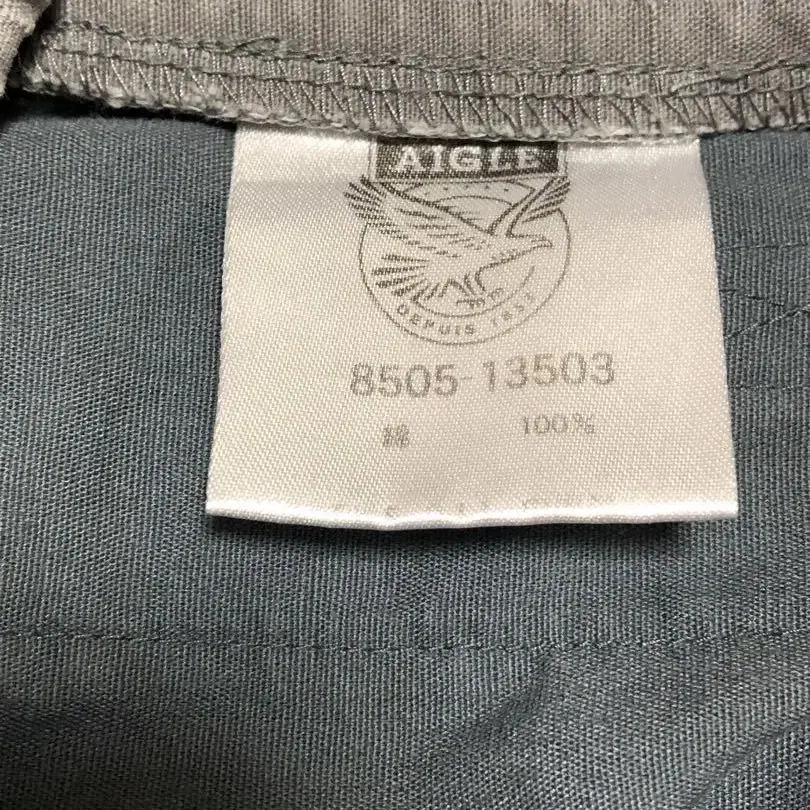 AIGLE
DEPUIS 1853
8505-13503
綿 100%